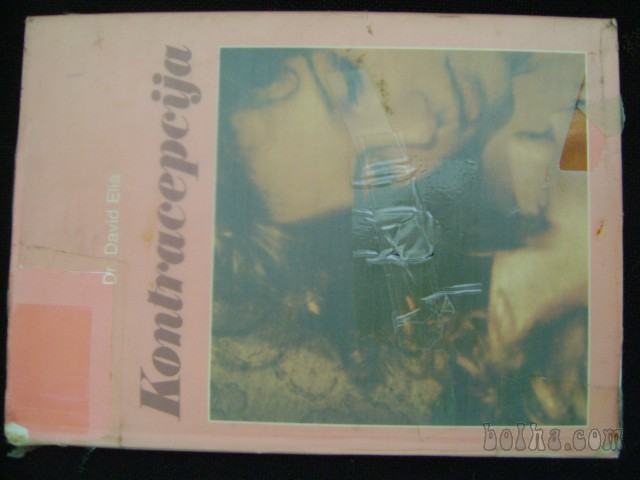 Dr. David Elia
Kontracepcija
bolha.com